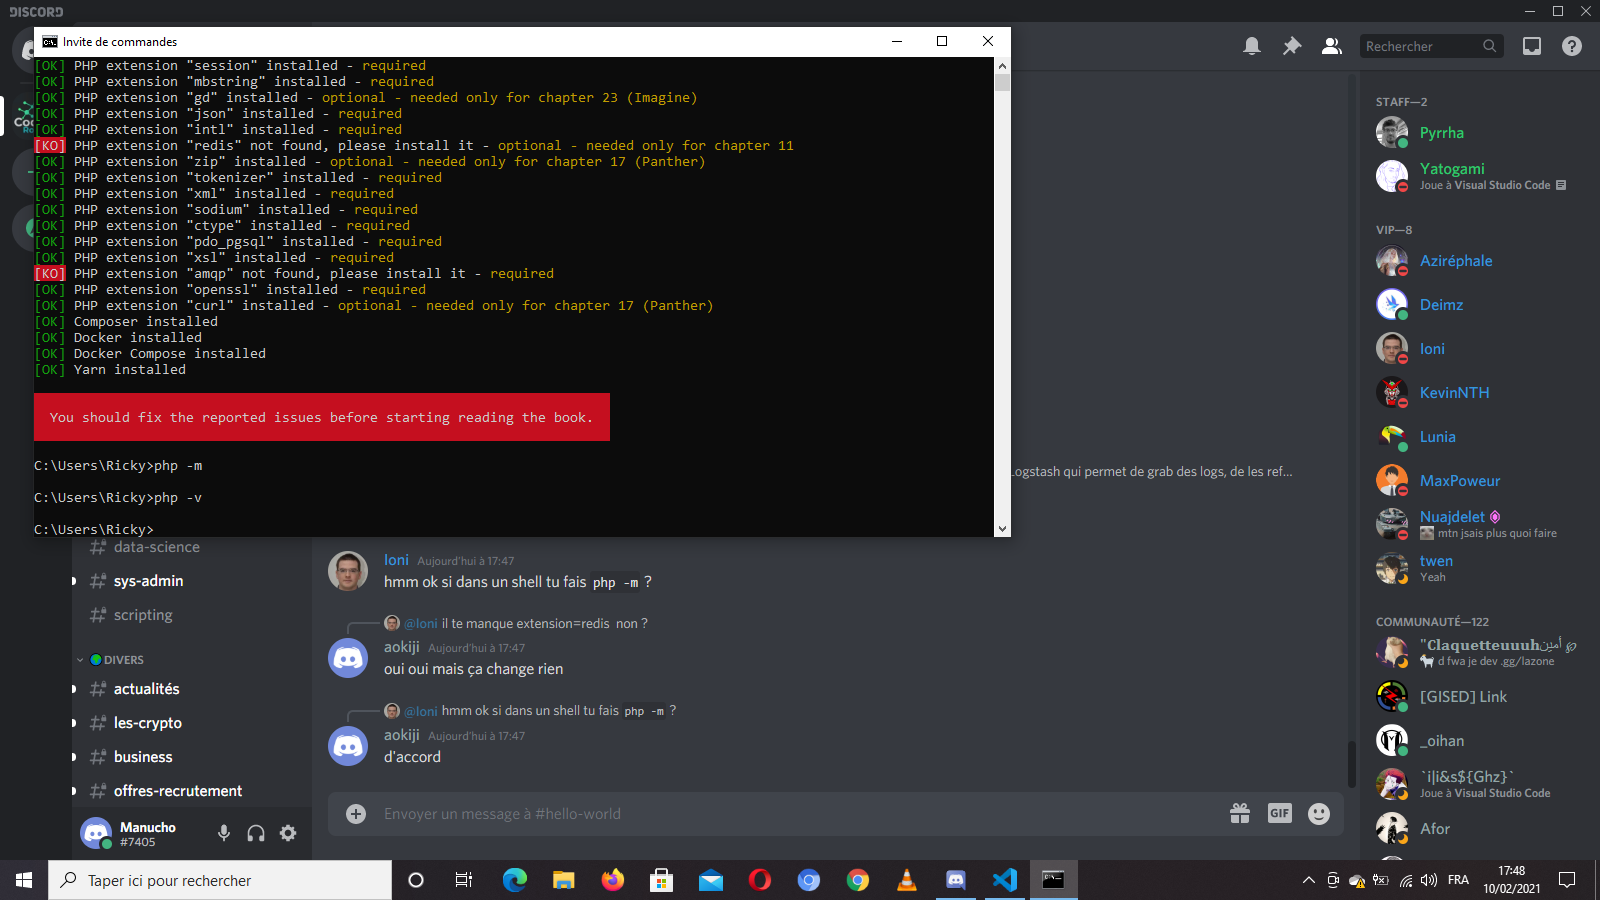 DISCORD
Invite de commandes
[OK] PHP extension "session" installed - required
[OK] PHP extension "mbstring" installed - required
[OK] PHP extension "gd" installed - optional - needed only for chapter 23 (Imagine)
[OK] PHP extension "json" installed - required
[OK] PHP extension "intl" installed - required
[KO] PHP extension "redis" not found, please install it - optional - needed only for chapter 11
[OK] PHP extension "zip" installed - optional - needed only for chapter 17 (Panther)
[OK] PHP extension "tokenizer" installed - required
[OK] PHP extension "xml" installed - required
[OK] PHP extension "sodium" installed - required
[OK] PHP extension "ctype" installed - required
[OK] PHP extension "pdo_pgsql" installed - required
[OK] PHP extension "xsl" installed - required
[KO] PHP extension "amqp" not found, please install it - required
[OK] PHP extension "openssl" installed - required
[OK] PHP extension "curl" installed - optional - needed only for chapter 17 (Panther)
[OK] Composer installed
[OK] Docker installed
[OK] Docker Compose installed
[OK] Yarn installed
You should fix the reported issues before starting reading the book.
C:\Users\Ricky>php -m
C:\Users\Ricky>php -v
C:\Users\Ricky>
Logstash qui permet de grab des logs, de les ref...
data-science
sys-admin
scripting
DIVERS
actualités
les-crypto
business
offres-recrutement
Manucho
#7405
Ioni Aujourd'hui à 17:47
hmm ok si dans un shell tu fais php -m ?
@Ioni il te manque extension=redis non ?
aokiji Aujourd'hui à 17:47
oui oui mais ça change rien
@Ioni hmm ok si dans un shell tu fais php -m ?
aokiji Aujourd'hui à 17:47
d'accord
Envoyer un message à #hello-world
GIF
Rechercher
STAFF—2
Pyrrha
Yatogami
Joue à Visual Studio Code
VIP—8
Aziréphale
Deimz
Ioni
KevinNTH
Lunia
MaxPoweur
Nuajdelet
mtn jsais plus quoi faire
twen
Yeah
COMMUNAUTÉ—122
"𝐂𝐥𝐚𝐪𝐮𝐞𝐭𝐭𝐞𝐮𝐮𝐮𝐡أمين℘
d fwa je dev .gg/lazone
[GISED] Link
_oihan
`i|i&s${Ghz}`
Joue à Visual Studio Code
Afor
Taper ici pour rechercher
FRA
17:48
10/02/2021